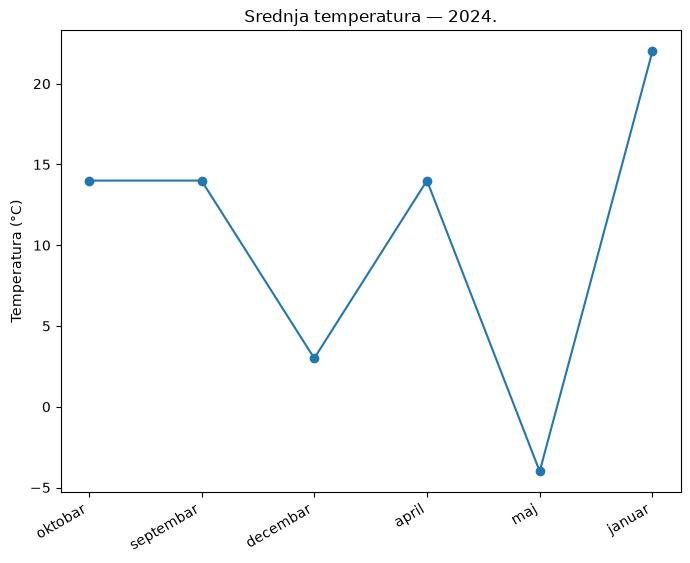 Srednja temperatura — 2024.
Temperatura (°C)
20
15
10
5
0
−5
oktobar
septembar
decembar
april
maj
januar